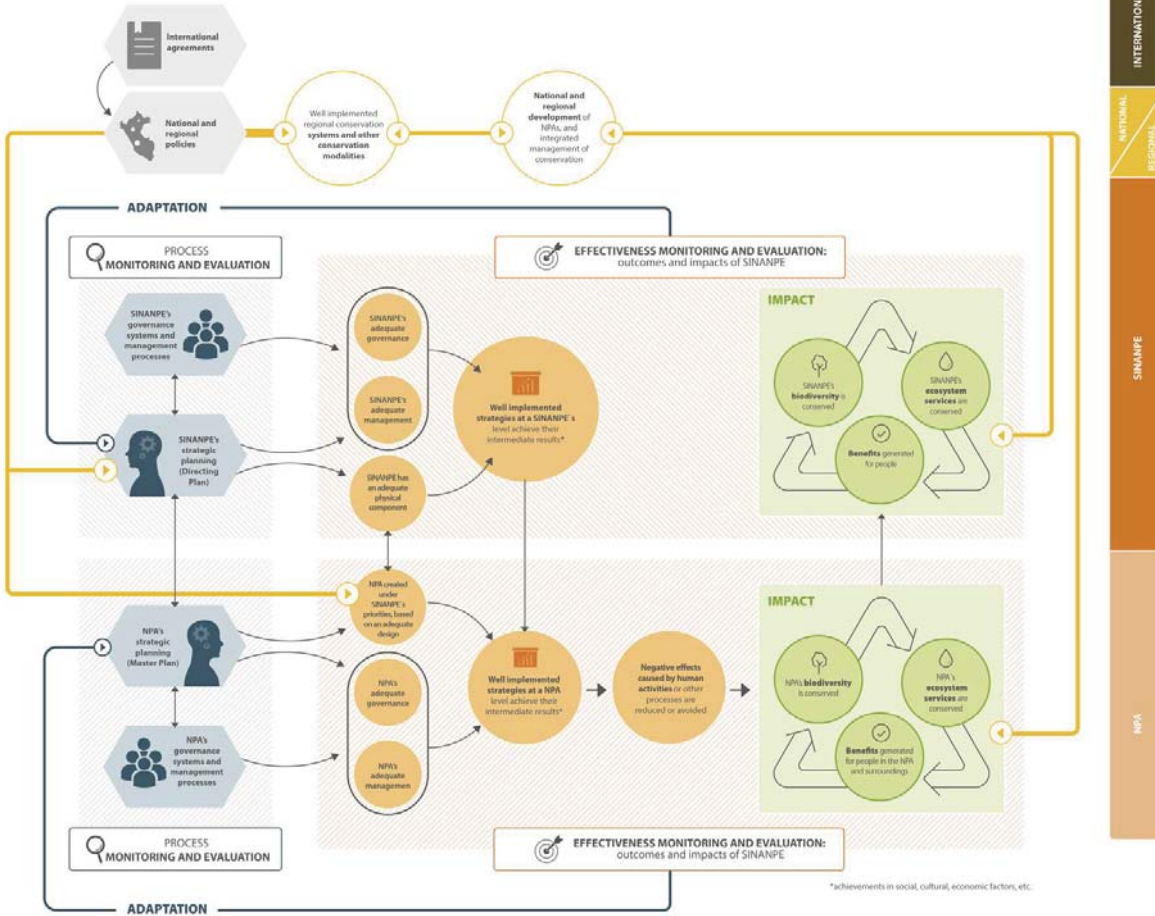 International
agreements
National and
regional
policies
Well implemented
regional conservation
systems and other
conservation
modalities
National and
regional
development of
NPAs, and
integrated
management of
conservation
ADAPTATION
PROCESS
MONITORING AND EVALUATION
EFFECTIVENESS MONITORING AND EVALUATION:
outcomes and impacts of SINANPE
SINANPE's
governance
systems and
management
processes
SINANPE's
strategic
planning
(Directing
Plan)
SINANPE's
adequate
governance
SINANPE's
adequate
management
SINANPE has
an adequate
physical
component
Well implemented
strategies at a SINANPE´s
level achieve their
intermediate results*
IMPACT
SINANPE's
biodiversity is
conserved
SINANPE's
ecosystem
services are
conserved
Benefits generated
for people
NPA's
strategic
planning
(Master Plan)
NPA's
governance
systems and
management
processes
NPA created
under
SINANPE's
priorities, based
on an adequate
design
NPA's
adequate
governance
NPA's
adequate
managemen
Well implemented
strategies at a NPA
level achieve their
intermediate results*
Negative effects
caused by human
activities or other
processes are
reduced or avoided
IMPACT
NPA's biodiversity
is conserved
NPA's
ecosystem
services are
conserved
Benefits generated
for people in the NPA
and surroundings
PROCESS
MONITORING AND EVALUATION
EFFECTIVENESS MONITORING AND EVALUATION:
outcomes and impacts of SINANPE
*achievements in social, cultural, economic factors, etc.
ADAPTATION
INTERNATION
NATIONAL
REGIONAL
SINANPE
NPA